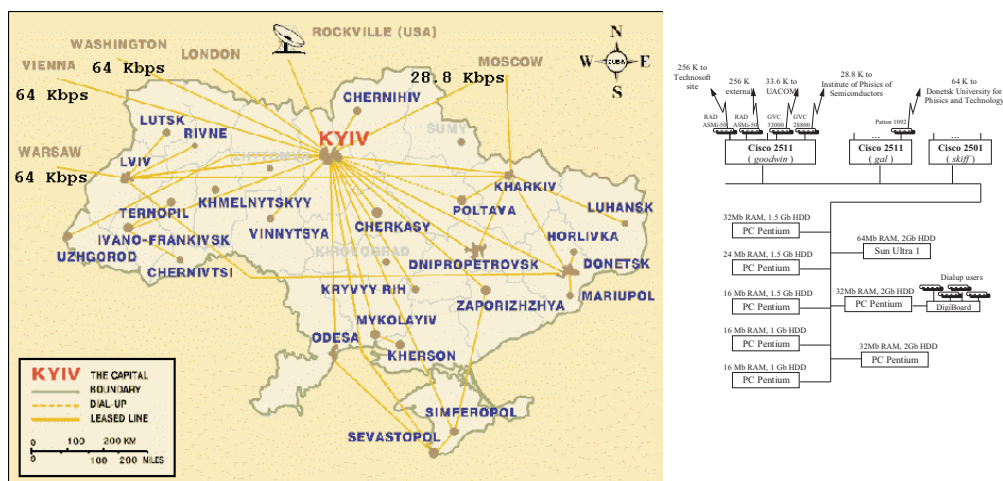 ROCKVILLE (USA)
WASHINGTON
LONDON
VIENNA
64 Kbps
28.8 Kbps
MOSCOW
N
W
E
S
64 Kbps
CHERNIHIV
LUTSK
RIVNE
KYIV
SUMY
ZHYTOMYR
WARSAW
LVIV
64 Kbps
KHARKIV
KHMELNYTSKYY
TERNOPIL
POLTAVA
LUHANSK
CHERKASY
VINNYTSYA
IVANO-FRANKIVSK
HORLIVKA
KIROVOGRAD
UZHGOROD
CHERNIVTSI
DNIPROPETROVSK
DONETSK
KRYVYY RIH
ZAPORIZHZHYA
MARIUPOL
MYKOLAYIV
ODESA
KHERSON
SIMFEROPOL
SEVASTOPOL
KYIV THE CAPITAL
BOUNDARY
DIAL-UP
LEASED LINE
0 100 200 KM
0 100 200 MILES
256 K to
Technosoft
site
256 K
external
33.6 K to
UACOM
28.8 K to
Institute of Phisics of
Semiconductors
64 K to
Donetsk University for
Phisics and Technology
RAD
ASMi-50
RAD
ASMi-50
GVC
33000
GVC
28800
Patton 1092
Cisco 2511
( goodwin )
...
Cisco 2511
( gal )
...
Cisco 2501
( skiff )
32Mb RAM, 1.5 Gb HDD
PC Pentium
64Mb RAM, 2Gb HDD
Sun Ultra 1
24 Mb RAM, 1.5 Gb HDD
PC Pentium
16 Mb RAM, 1.5 Gb HDD
PC Pentium
32Mb RAM, 2Gb HDD
PC Pentium
Dialup users
DigiBoard
16 Mb RAM, 1 Gb HDD
PC Pentium
32Mb RAM, 2Gb HDD
PC Pentium
16 Mb RAM, 1 Gb HDD
PC Pentium